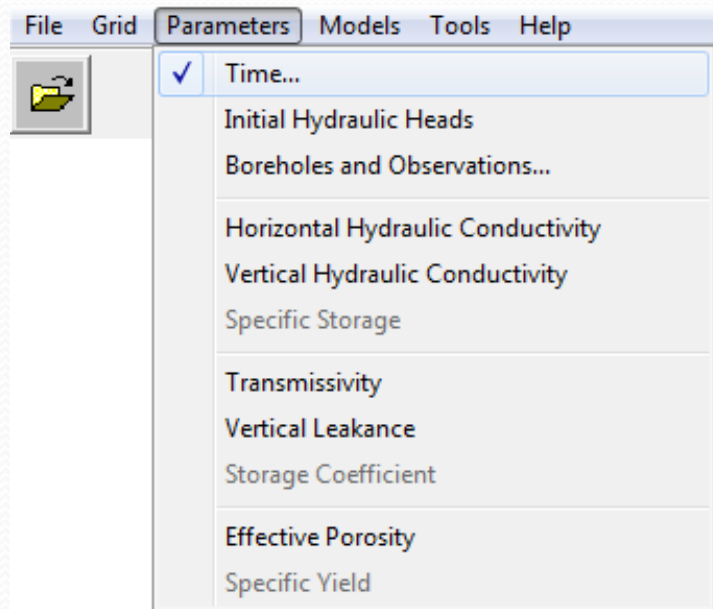 File Grid Parameters Models Tools Help
Time...
Initial Hydraulic Heads
Boreholes and Observations...
Horizontal Hydraulic Conductivity
Vertical Hydraulic Conductivity
Specific Storage
Transmissivity
Vertical Leakance
Storage Coefficient
Effective Porosity
Specific Yield